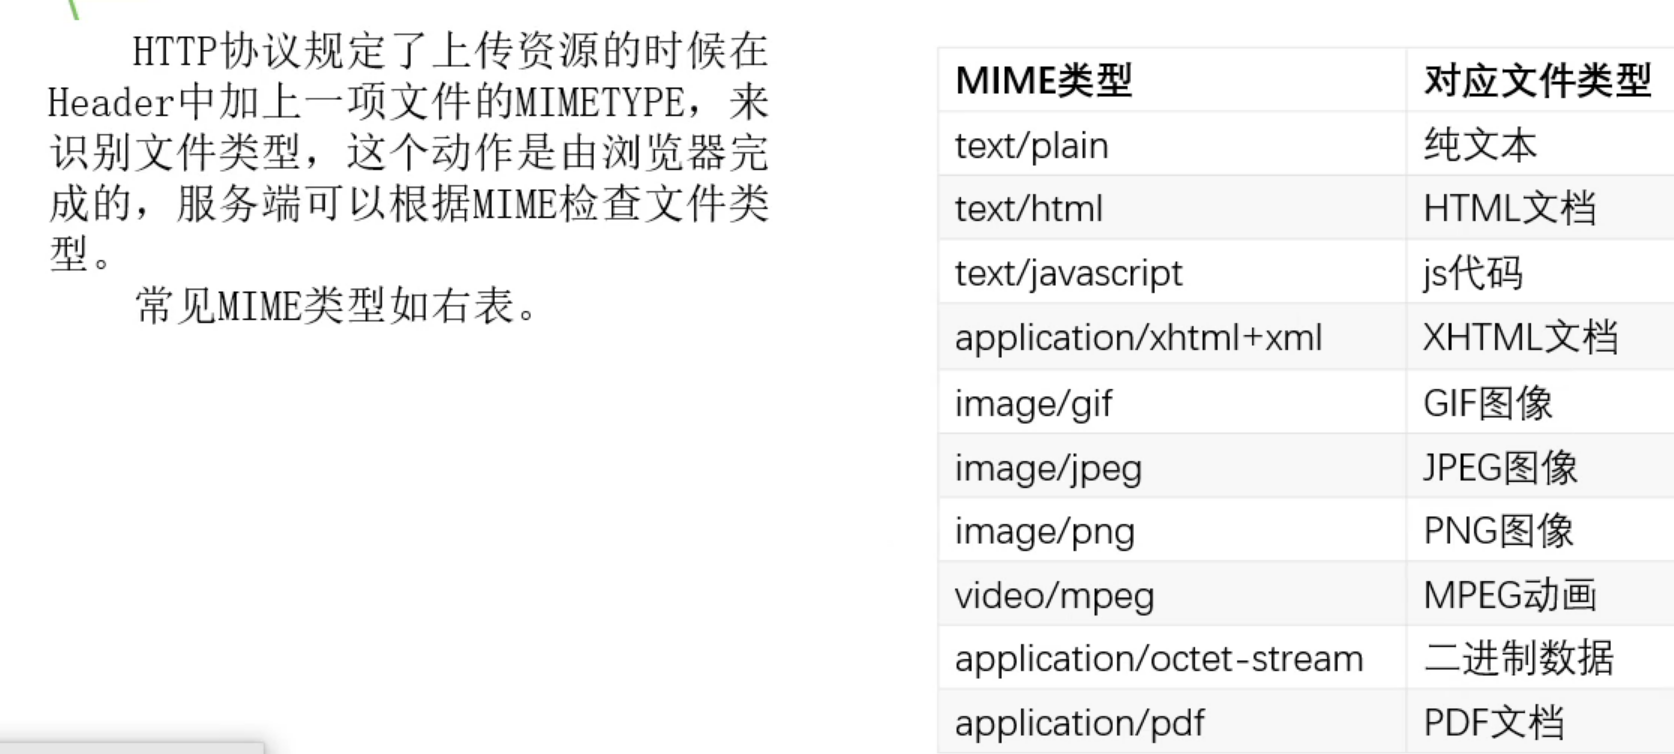 HTTP协议规定了上传资源的时候在
Header中加上一项文件的MIMETYPE，来
识别文件类型，这个动作是由浏览器完
成的，服务端可以根据MIME检查文件类
型。
常见MIME类型如右表。
MIME类型 对应文件类型
text/plain 纯文本
text/html HTML文档
text/javascript js代码
application/xhtml+xml XHTML文档
image/gif GIF图像
image/jpeg JPEG图像
image/png PNG图像
video/mpeg MPEG动画
application/octet-stream 二进制数据
application/pdf PDF文档